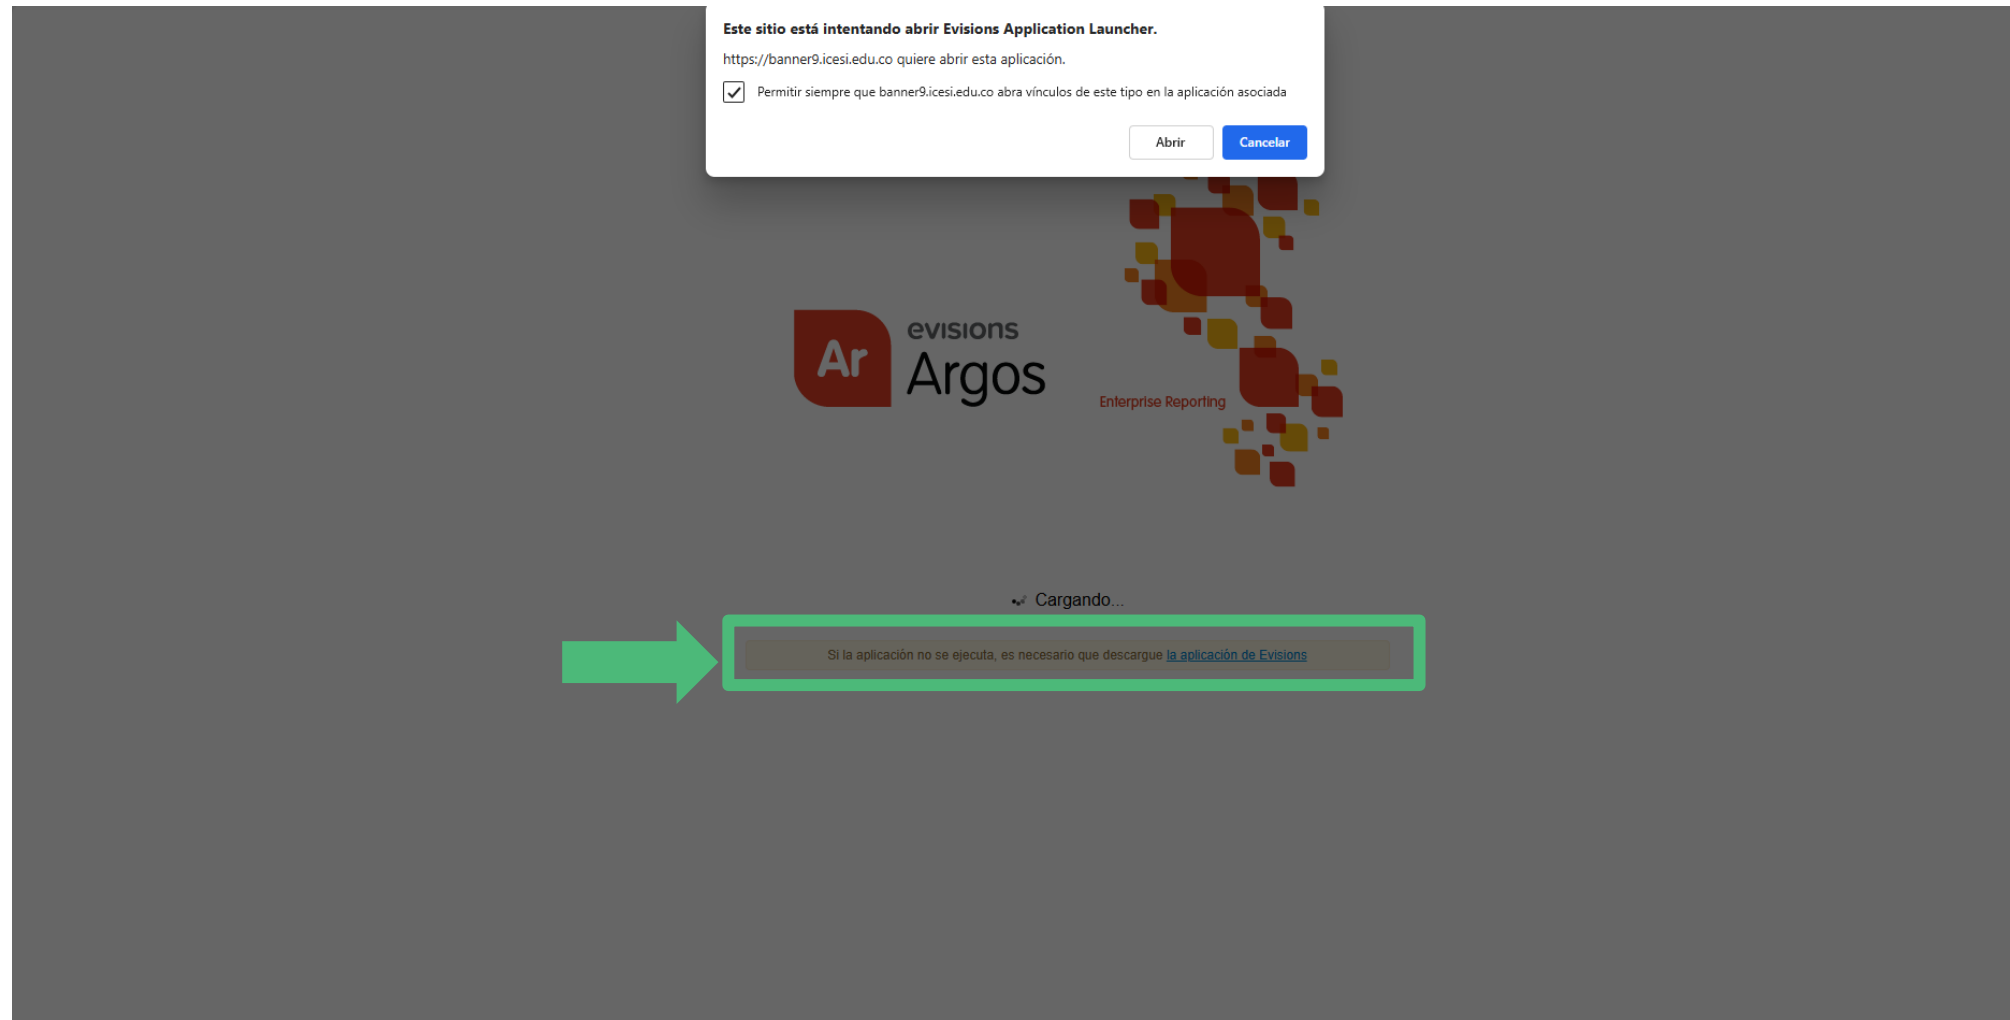 Este sitio está intentando abrir Evisions Application Launcher.
https://banner9.icesi.edu.co quiere abrir esta aplicación.
Permitir siempre que banner9.icesi.edu.co abra vínculos de este tipo en la aplicación asociada
Abrir
Cancelar
Ar
evisions
Argos
Enterprise Reporting
Cargando...
Si la aplicación no se ejecuta, es necesario que descargue la aplicación de Evisions